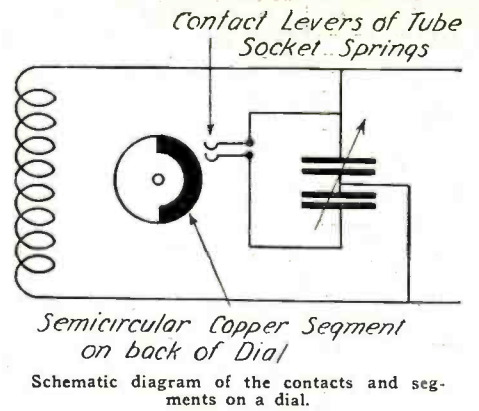 Contact Levers of Tube
Socket Springs
Semicircular Copper Segment
on back of Dial
Schematic diagram of the contacts and seg-
ments on a dial.